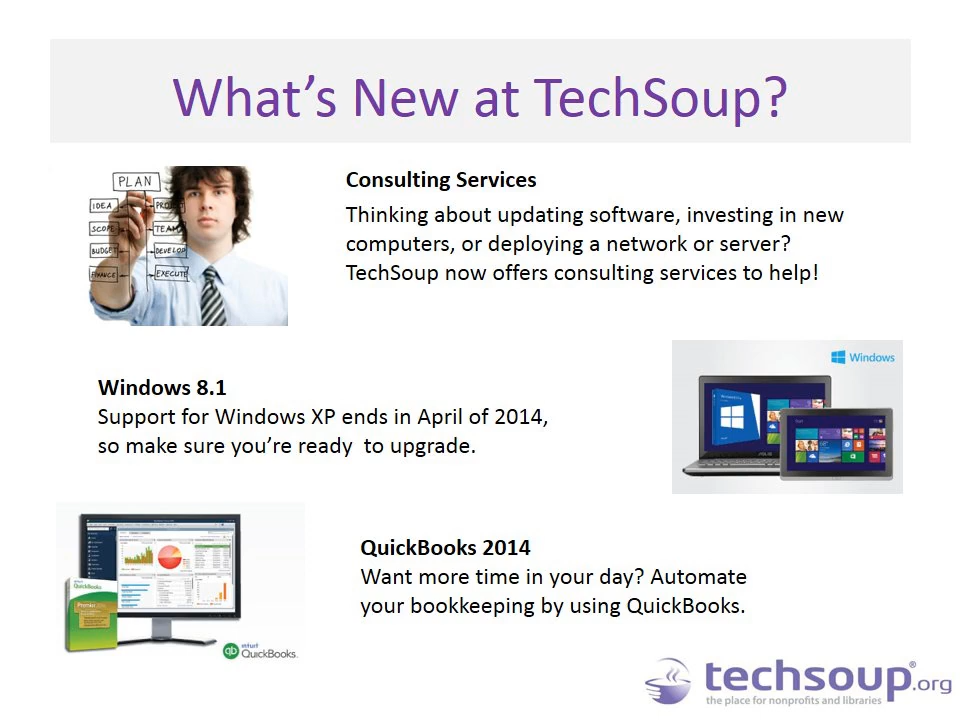 What's New at TechSoup?
PLAN
IDEA
SCOPE
TEAM
BUDGET
DEVELOP
FINANCE
EXECUTE
Consulting Services
Thinking about updating software, investing in new
computers, or deploying a network or server?
TechSoup now offers consulting services to help!
Windows
Windows 8.1
Support for Windows XP ends in April of 2014,
so make sure you're ready  to upgrade.
ASUS
Start
QuickBooks
Premier
intuit
qb QuickBooks.
QuickBooks 2014
Want more time in your day? Automate
your bookkeeping by using QuickBooks.
techsoup®.org
the place for nonprofits and libraries